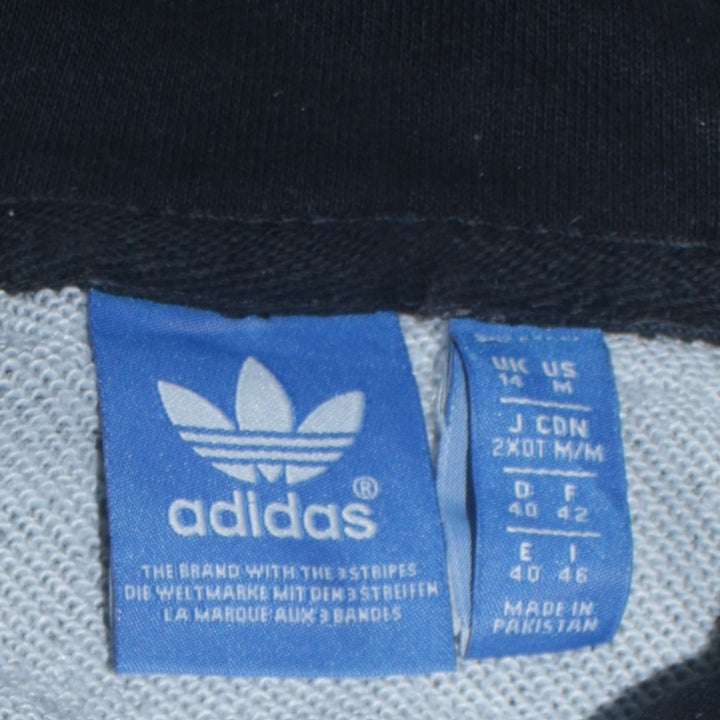 adidas®
THE BRAND WITH THE 3 STRIPES
DIE WELTMARKE MIT DEN 3 STREIFEN
LA MARQUE AUX 3 BANDES
UK US
14 M
J CDN
2XOT M/M
D F
40 42
E I
40 46
MADE IN
PAKISTAN